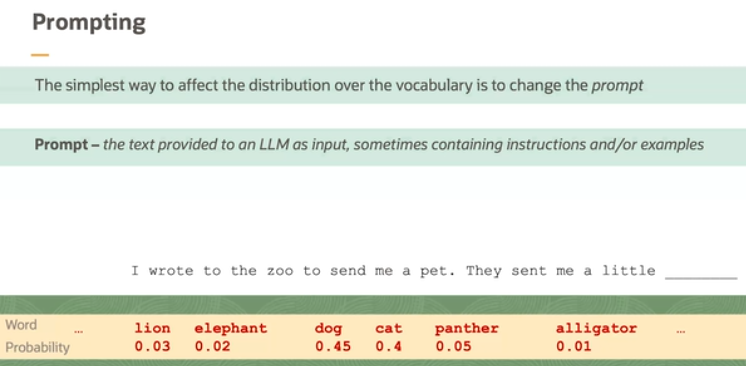 Prompting
The simplest way to affect the distribution over the vocabulary is to change the prompt
Prompt – the text provided to an LLM as input, sometimes containing instructions and/or examples
I wrote to the zoo to send me a pet. They sent me a little ________
Word … lion elephant dog cat panther alligator …
Probability 0.03 0.02 0.45 0.4 0.05 0.01